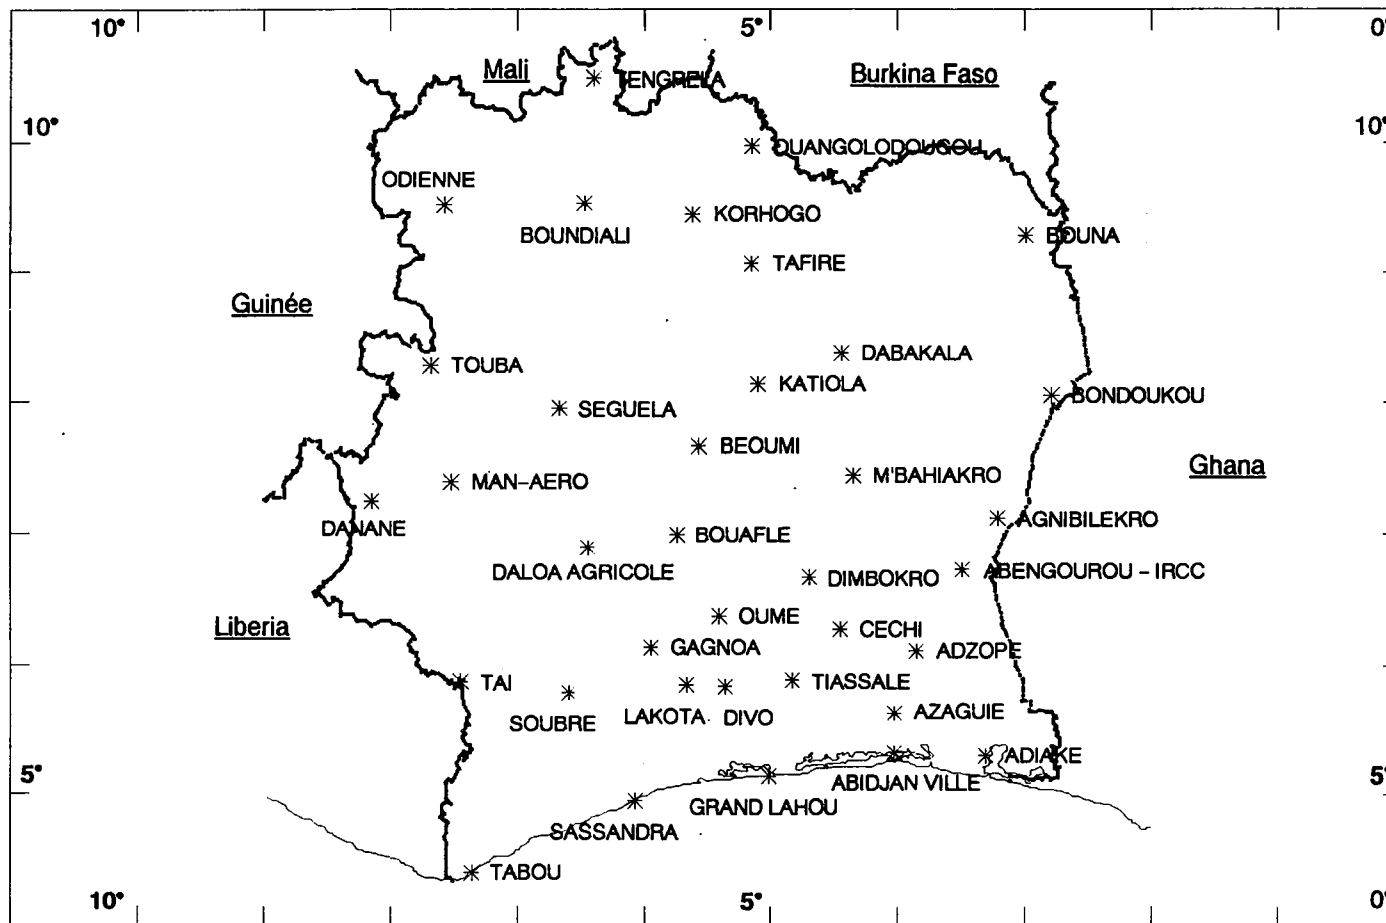 10° 5° 0°
Mali
Burkina Faso
TENGRELA
10° 10°
OUANGOLODOUGOU
ODIENNE
KORHOGO
BOUNDIALI
BOUNA
TAFIRE
Guinée
DABAKALA
TOUBA
KATIOLA
BONDOUKOU
SEGUELA
BEOUMI
Ghana
M'BAHIAKRO
MAN-AERO
AGNIBILEKRO
DANANE
BOUAFLE
DALOA AGRICOLE
ABENGOUROU - IRCC
DIMBOKRO
OUME
Liberia
CECHI
GAGNOA
ADZOPE
TAI
TIASSALE
SOUBRE
LAKOTA
DIVO
AZAGUIE
ADIAKE
5° 5°
ABIDJAN VILLE
GRAND LAHOU
SASSANDRA
TABOU
10° 5° 0°